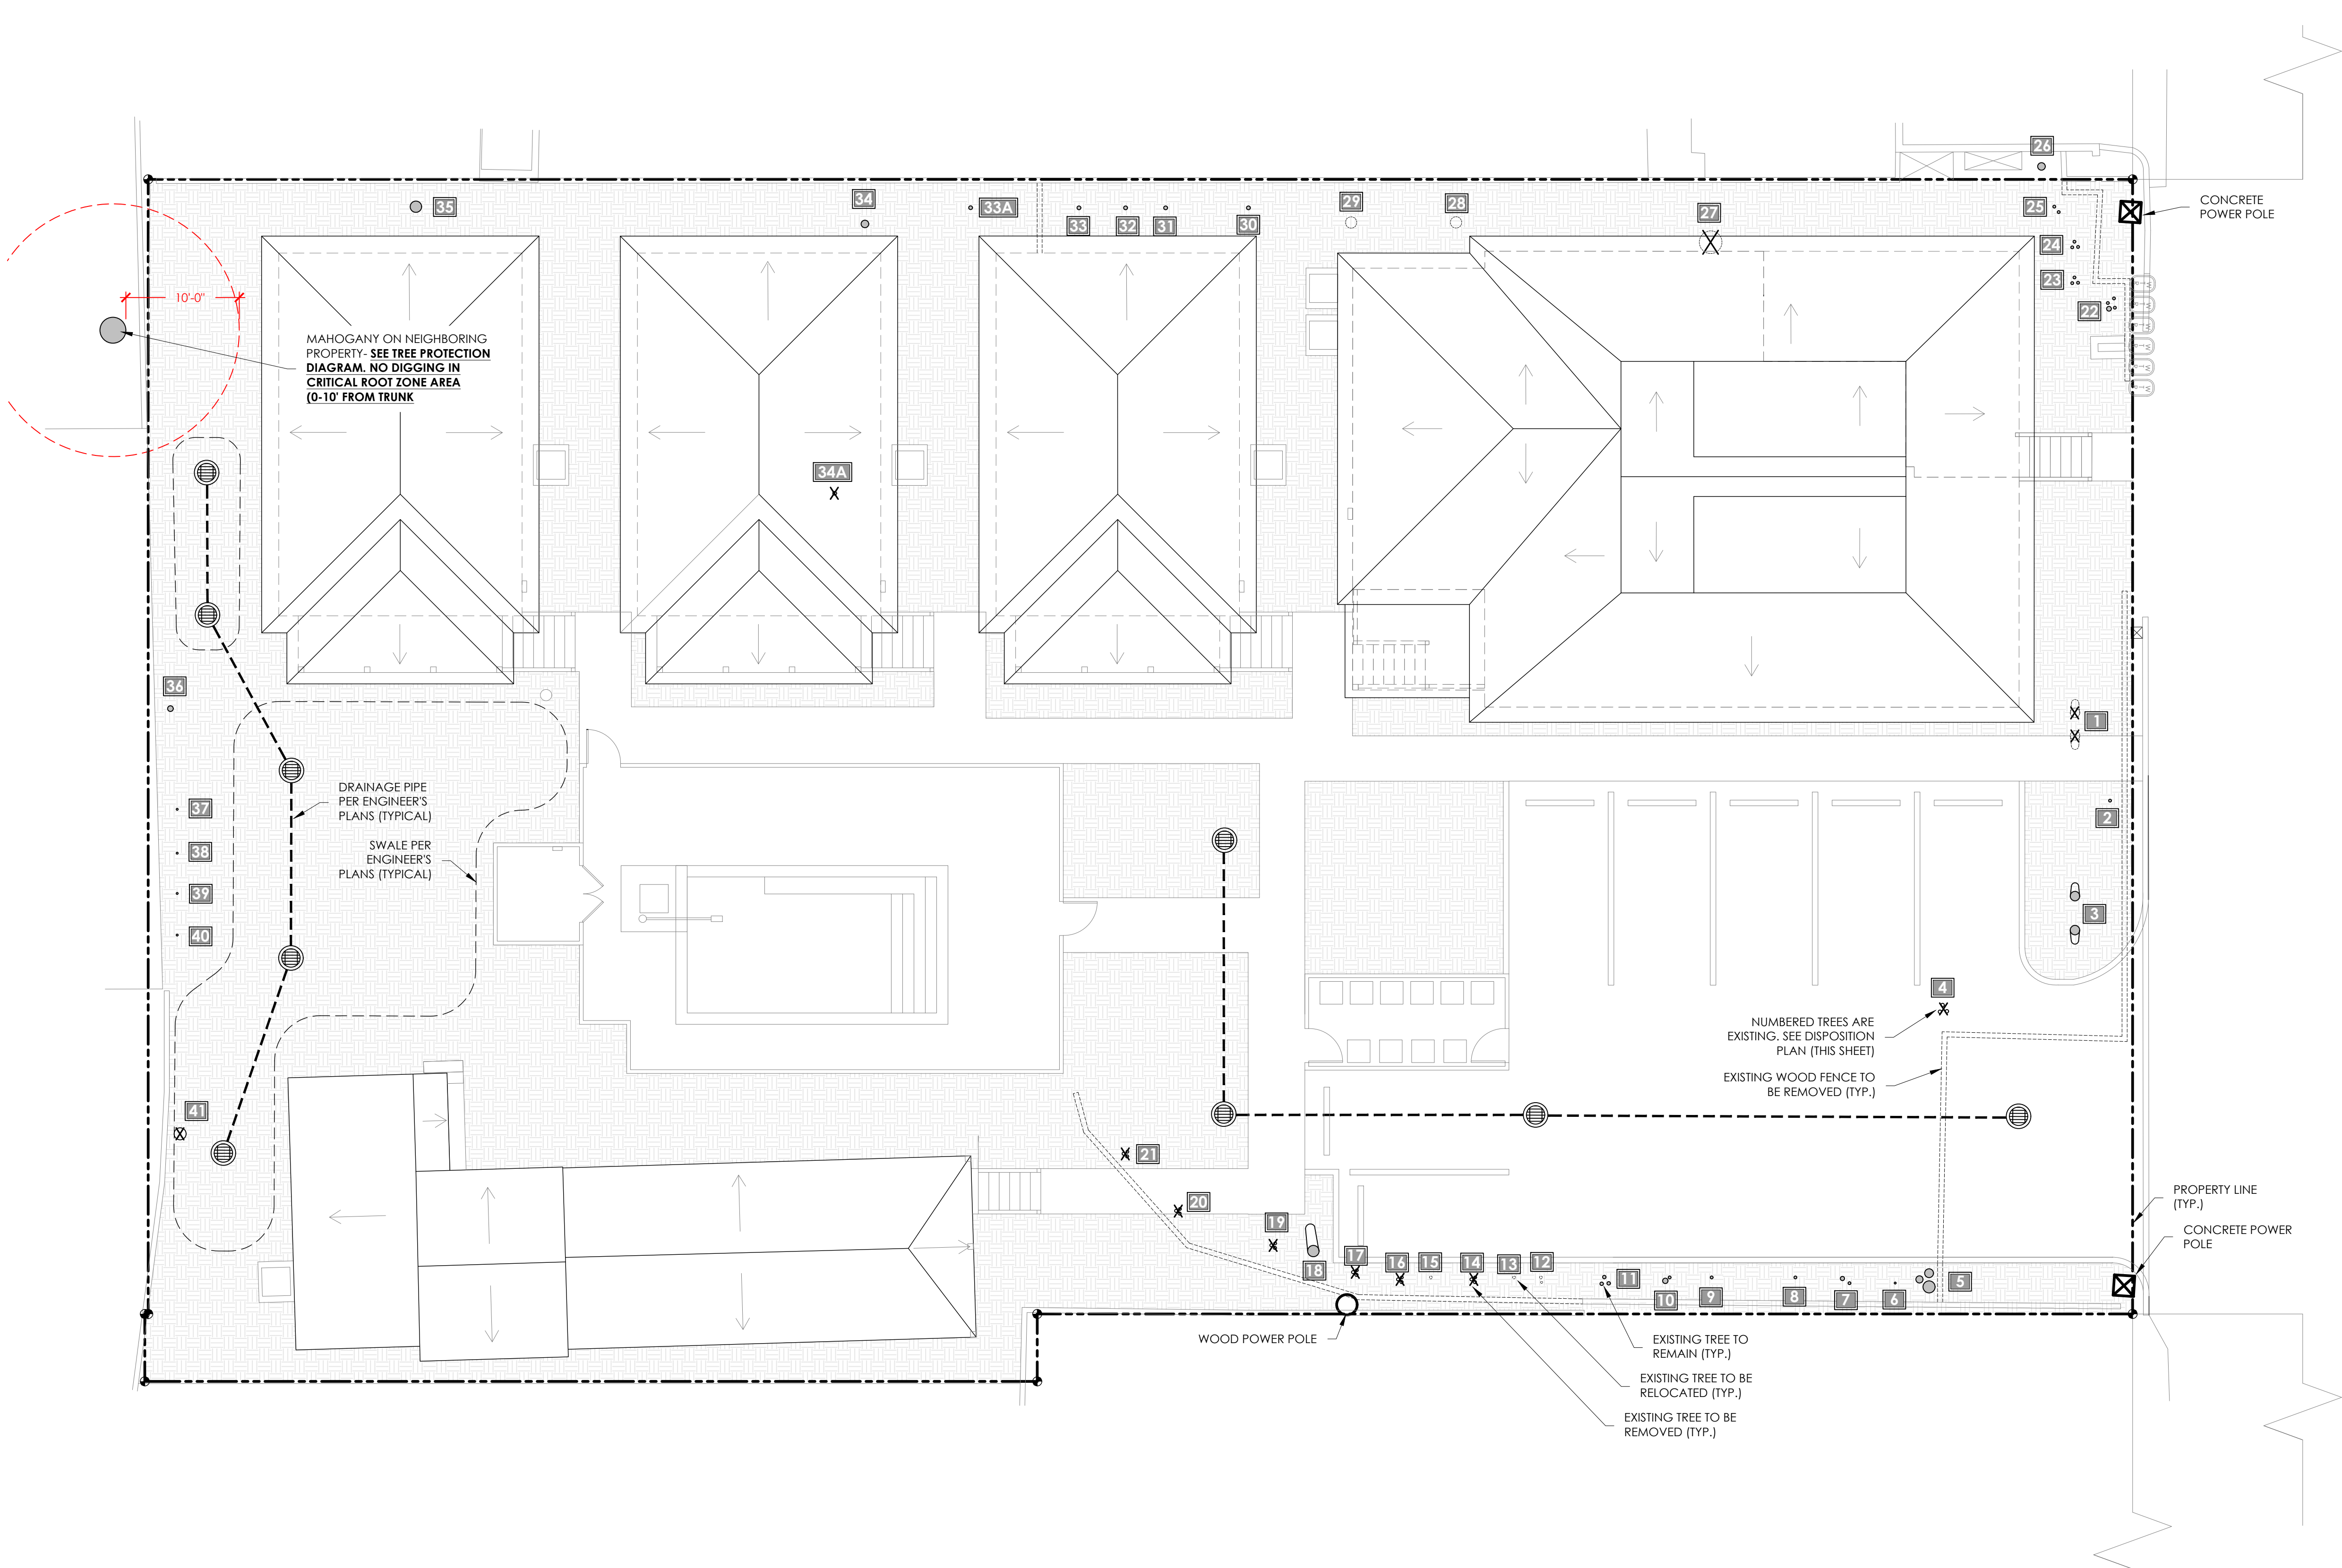 26
CONCRETE
POWER POLE
35
34
33A
33
32
31
30
29
28
27
25
24
23
22
10'-0"
MAHOGANY ON NEIGHBORING
PROPERTY- SEE TREE PROTECTION
DIAGRAM. NO DIGGING IN
CRITICAL ROOT ZONE AREA
(0-10' FROM TRUNK
34A
36
1
37
38
39
40
DRAINAGE PIPE
PER ENGINEER'S
PLANS (TYPICAL)
SWALE PER
ENGINEER'S
PLANS (TYPICAL)
2
3
4
NUMBERED TREES ARE
EXISTING. SEE DISPOSITION
PLAN (THIS SHEET)
EXISTING WOOD FENCE TO
BE REMOVED (TYP.)
41
21
20
19
18
17
16
15
14
13
12
11
10
9
8
7
6
5
PROPERTY LINE
(TYP.)
CONCRETE POWER
POLE
WOOD POWER POLE
EXISTING TREE TO
REMAIN (TYP.)
EXISTING TREE TO BE
RELOCATED (TYP.)
EXISTING TREE TO BE
REMOVED (TYP.)